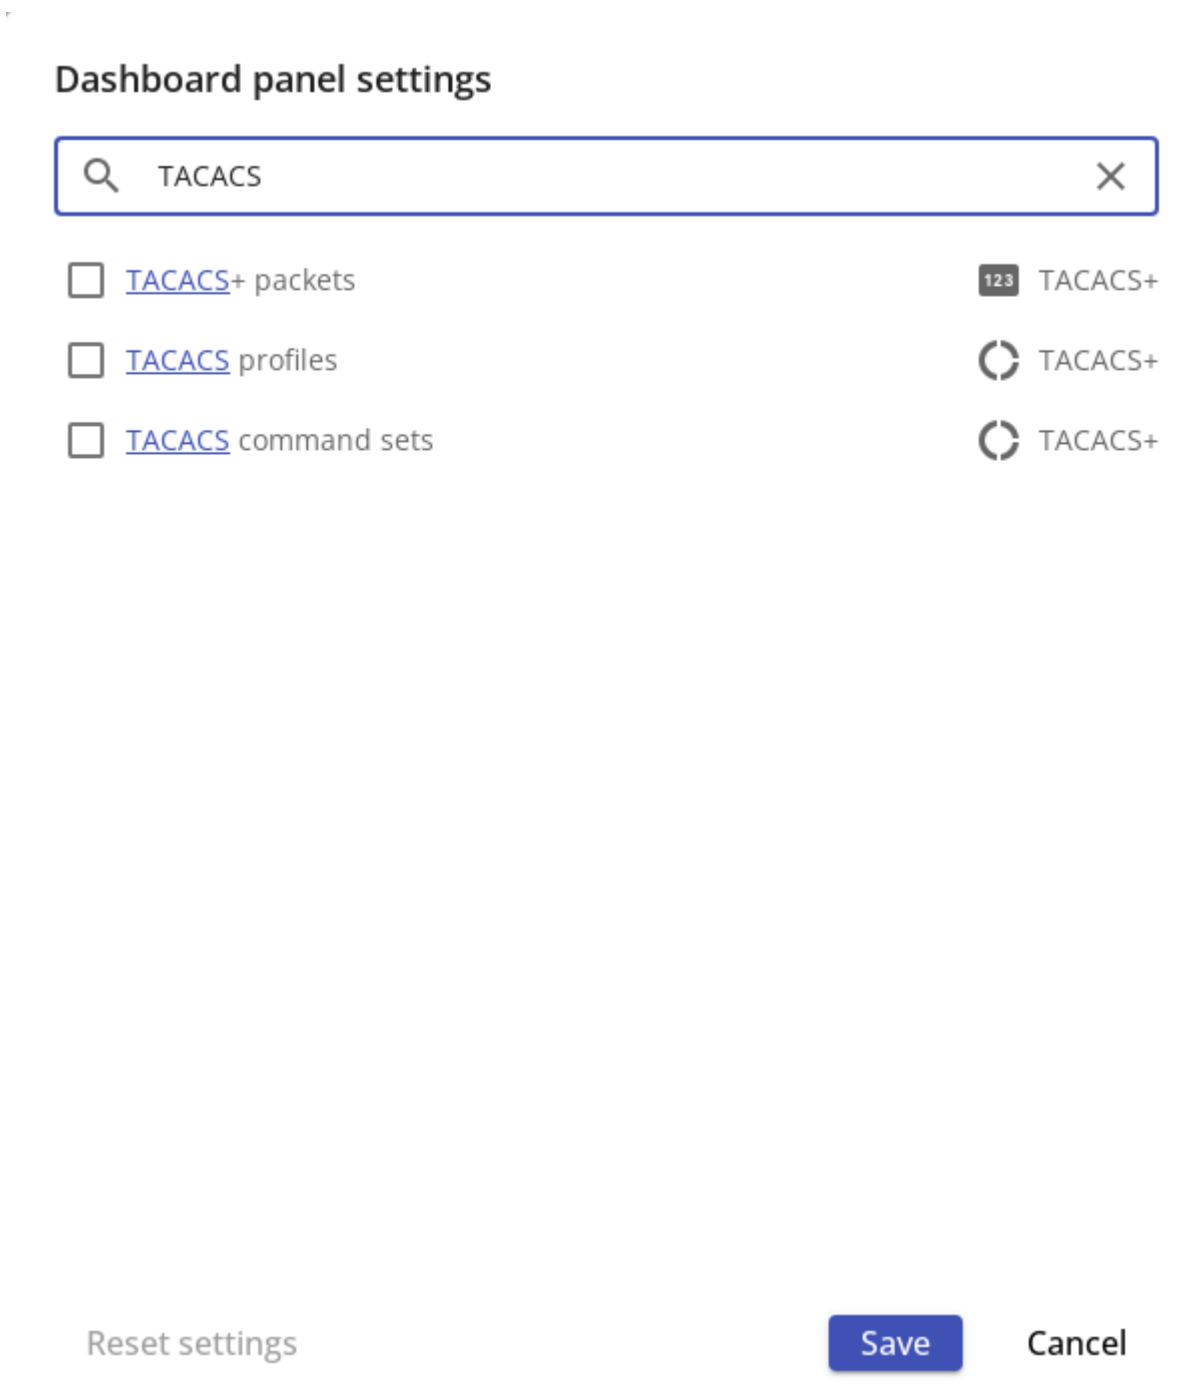 Dashboard panel settings
TACACS
TACACS+ packets 123 TACACS+
TACACS profiles TACACS+
TACACS command sets TACACS+
Reset settings Save Cancel